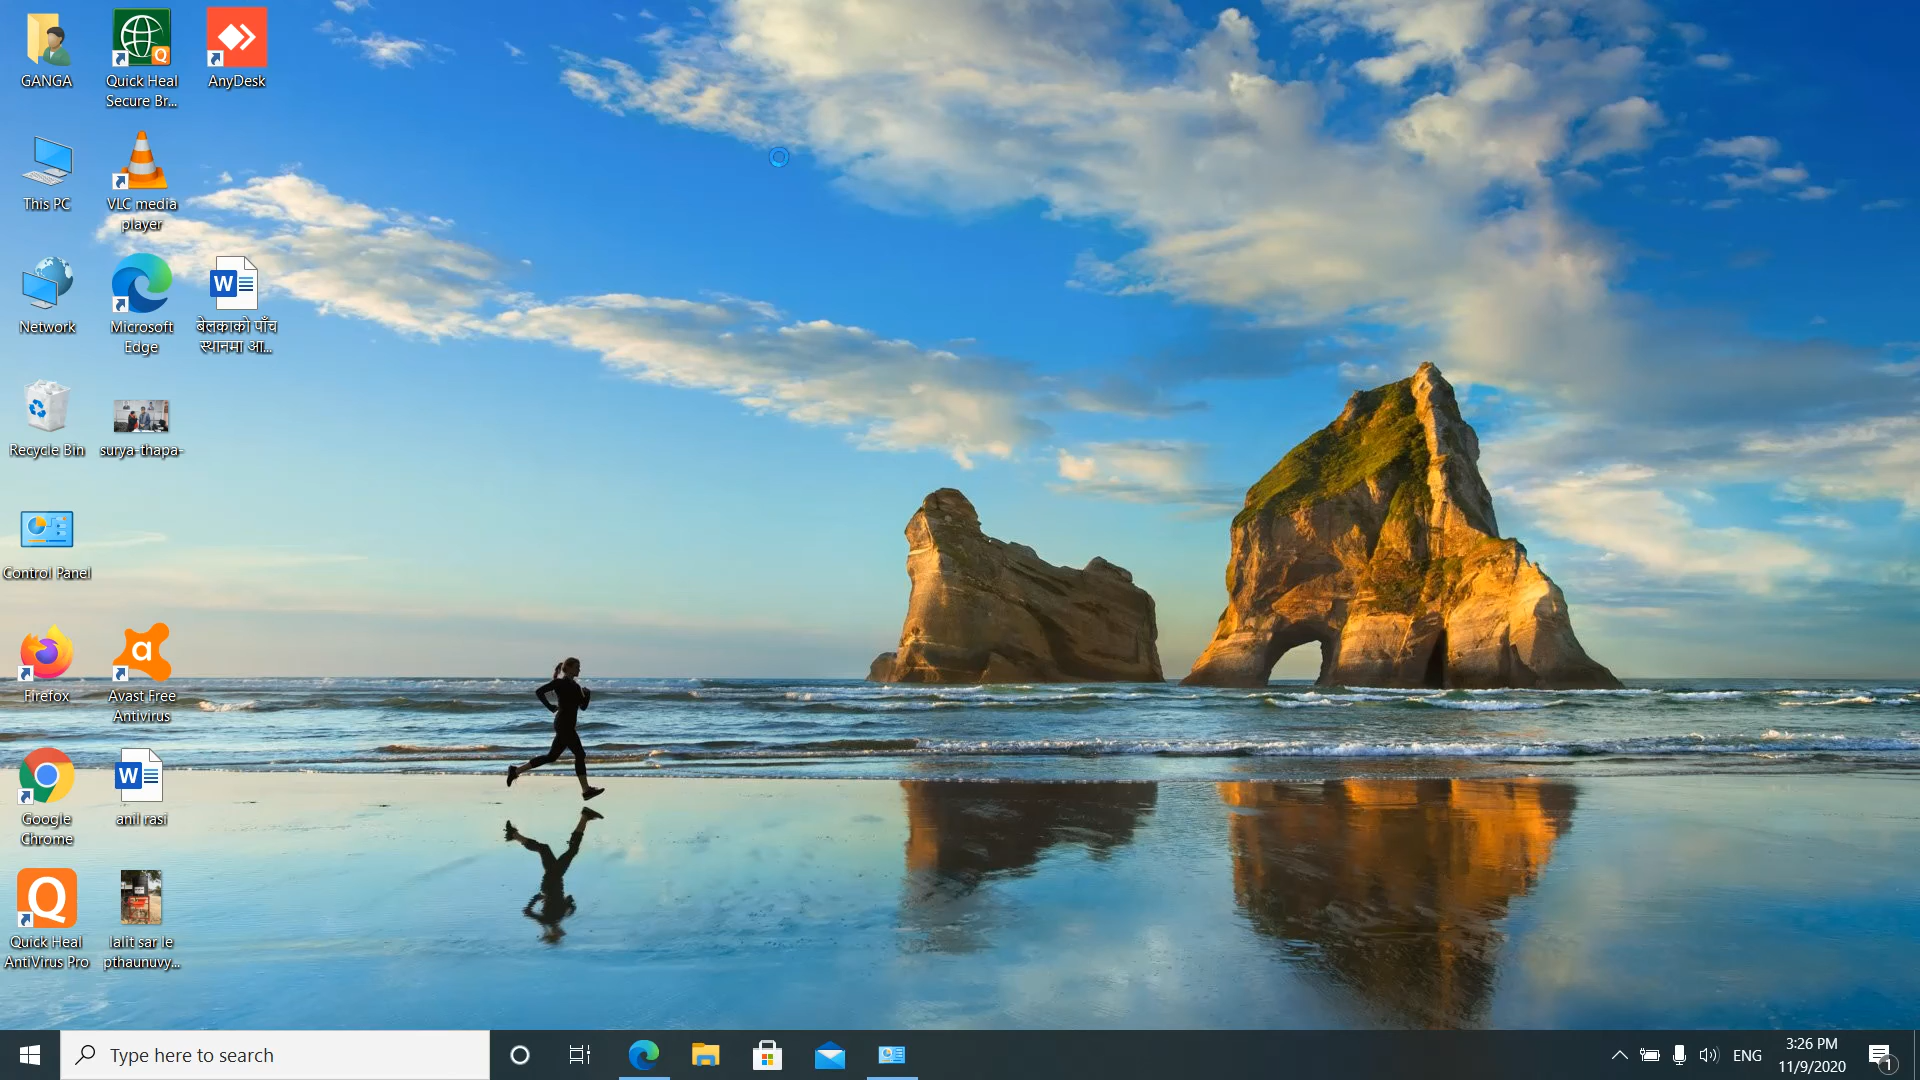 GANGA
Quick Heal
Secure Br...
AnyDesk
This PC
VLC media
player
Network
Microsoft
Edge
बेलकाको पाँच
स्थानमा आ...
Recycle Bin
surya-thapa-
Control Panel
Firefox
Avast Free
Antivirus
Google
Chrome
anil rasi
Quick Heal
AntiVirus Pro
lalit sar le
pthaunuvy...
Type here to search
ENG
3:26 PM
11/9/2020
1